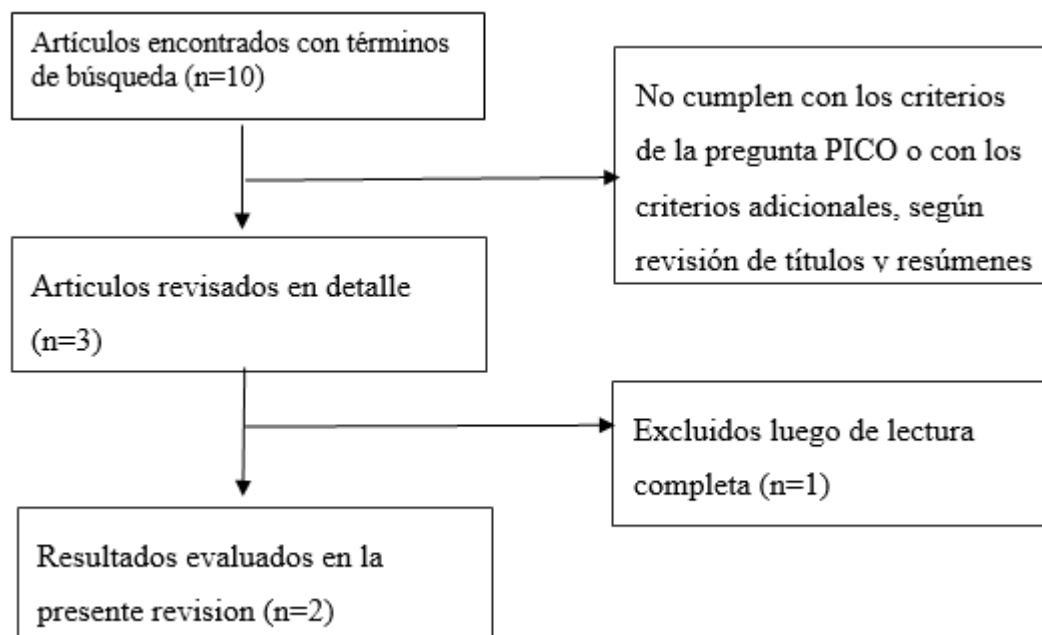 Artículos encontrados con términos
de búsqueda (n=10)
No cumplen con los criterios
de la pregunta PICO o con los
criterios adicionales, según
revisión de títulos y resúmenes
Articulos revisados en detalle
(n=3)
Excluidos luego de lectura
completa (n=1)
Resultados evaluados en la
presente revision (n=2)